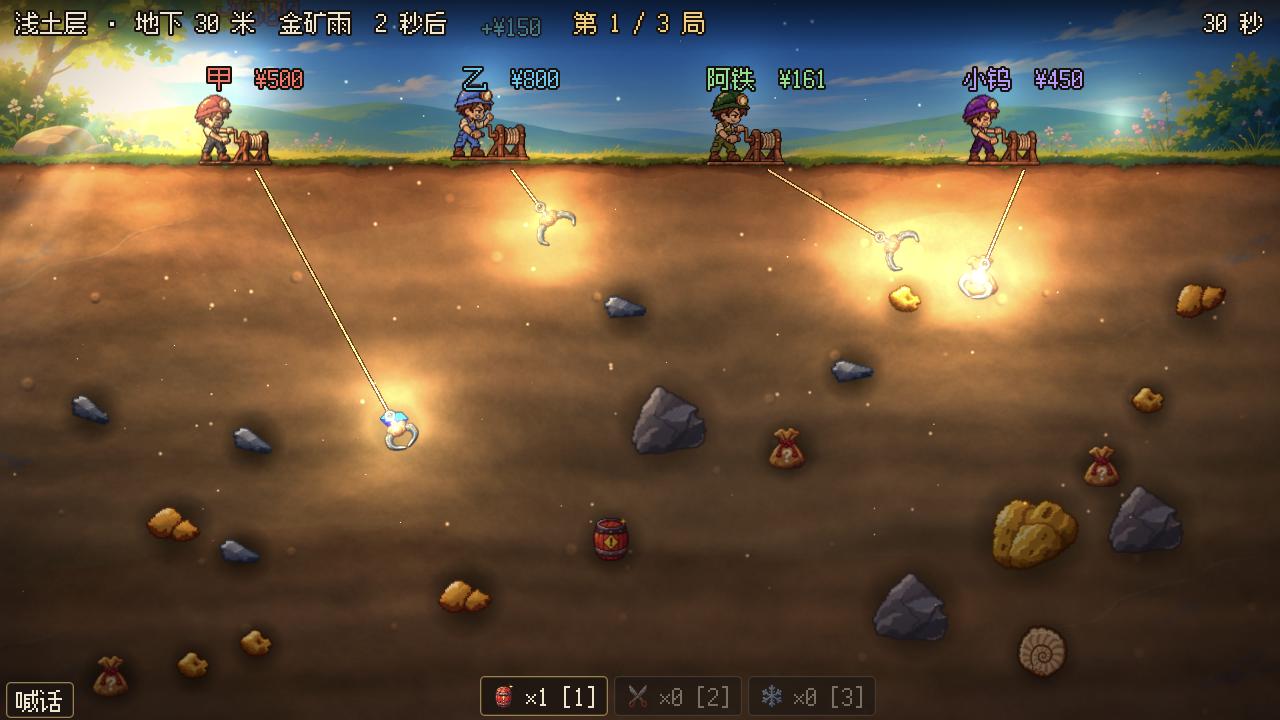 浅土层 · 地下 30 米 金矿雨 2 秒后 +¥150 第 1 / 3 局 30 秒
甲 ¥500 乙 ¥800 阿铁 ¥161 小钨 ¥450
喊话 ×1 [1] ×0 [2] ×0 [3]